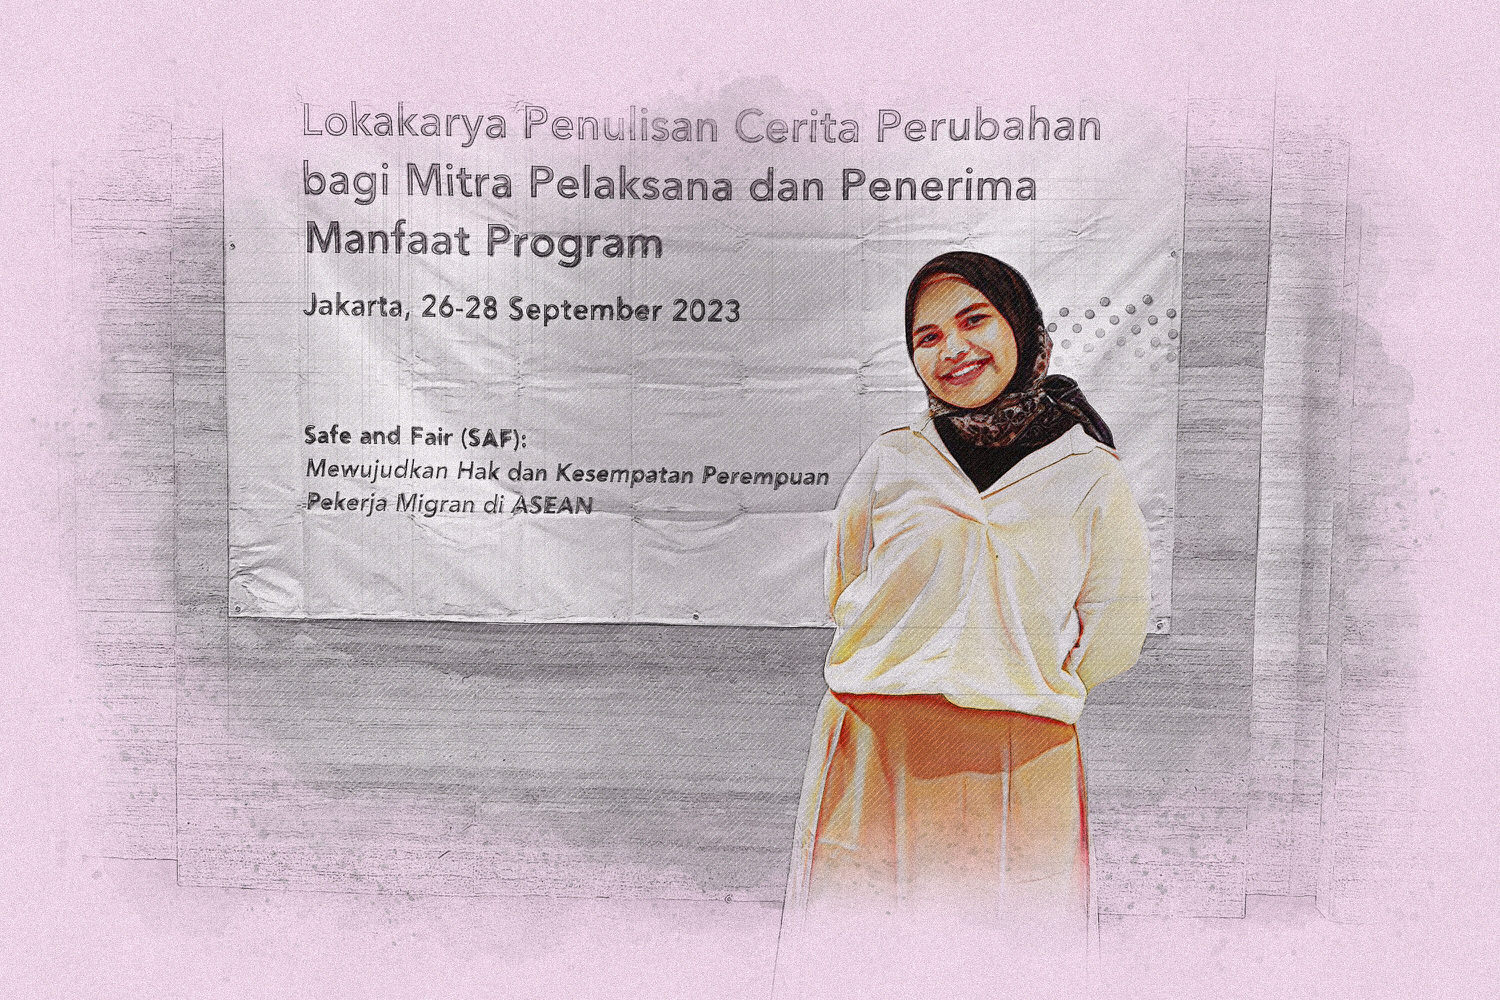 Lokakarya Penulisan Cerita Perubahan
bagi Mitra Pelaksana dan Penerima
Manfaat Program
Jakarta, 26-28 September 2023
Safe and Fair (SAF):
Mewujudkan Hak dan Kesempatan Perempuan
Pekerja Migran di ASEAN